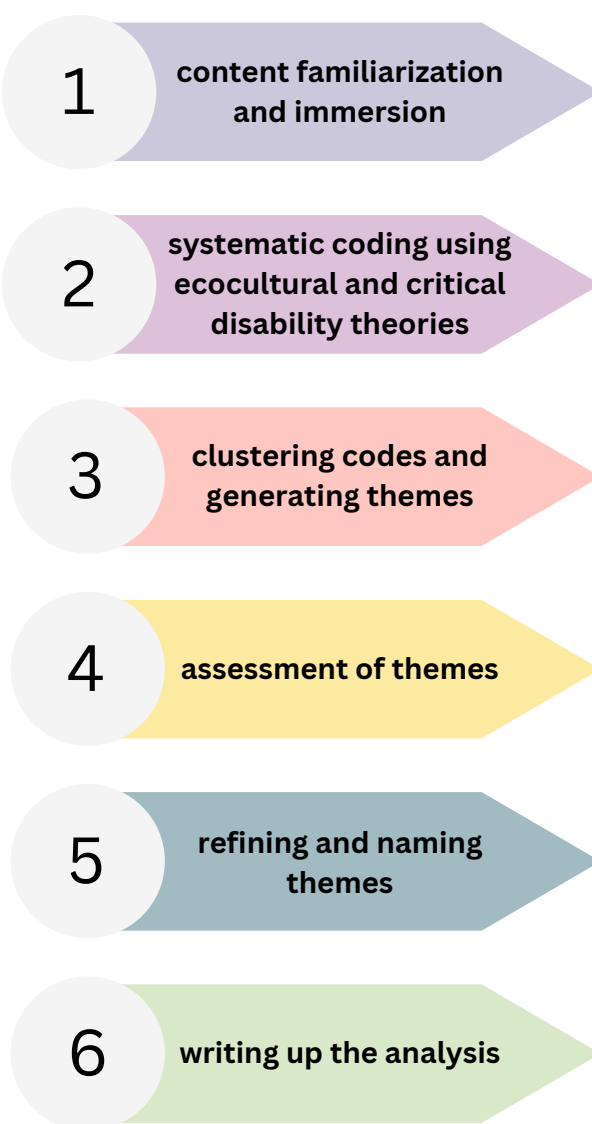 1
content familiarization
and immersion
2
systematic coding using
ecocultural and critical
disability theories
3
clustering codes and
generating themes
4
assessment of themes
5
refining and naming
themes
6
writing up the analysis